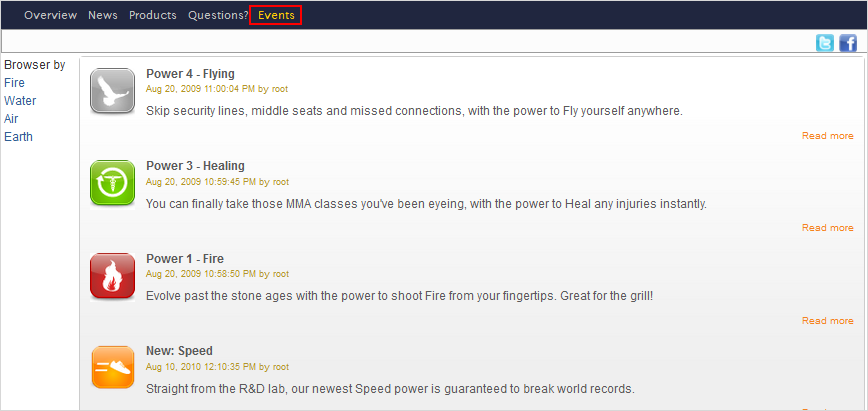 Overview News Products Questions? Events
Browser by
Fire
Water
Air
Earth
Power 4 - Flying
Aug 20, 2009 11:00:04 PM by root
Skip security lines, middle seats and missed connections, with the power to Fly yourself anywhere.
Read more
Power 3 - Healing
Aug 20, 2009 10:59:45 PM by root
You can finally take those MMA classes you've been eyeing, with the power to Heal any injuries instantly.
Read more
Power 1 - Fire
Aug 20, 2009 10:58:50 PM by root
Evolve past the stone ages with the power to shoot Fire from your fingertips. Great for the grill!
Read more
New: Speed
Aug 10, 2010 12:10:35 PM by root
Straight from the R&D lab, our newest Speed power is guaranteed to break world records.